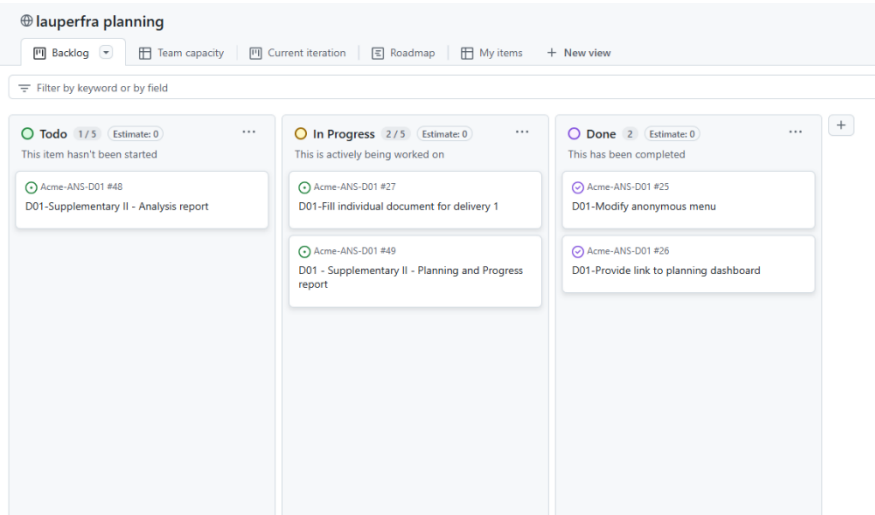 lauperfra planning
Backlog
Team capacity
Current iteration
Roadmap
My items
+ New view
Filter by keyword or by field
Todo 1 / 5 Estimate: 0 ...
This item hasn't been started
Acme-ANS-D01 #48
D01-Supplementary II - Analysis report
In Progress 2 / 5 Estimate: 0 ...
This is actively being worked on
Acme-ANS-D01 #27
D01-Fill individual document for delivery 1
Acme-ANS-D01 #49
D01 - Supplementary II - Planning and Progress
report
Done 2 Estimate: 0 ...
This has been completed
Acme-ANS-D01 #25
D01-Modify anonymous menu
Acme-ANS-D01 #26
D01-Provide link to planning dashboard
+